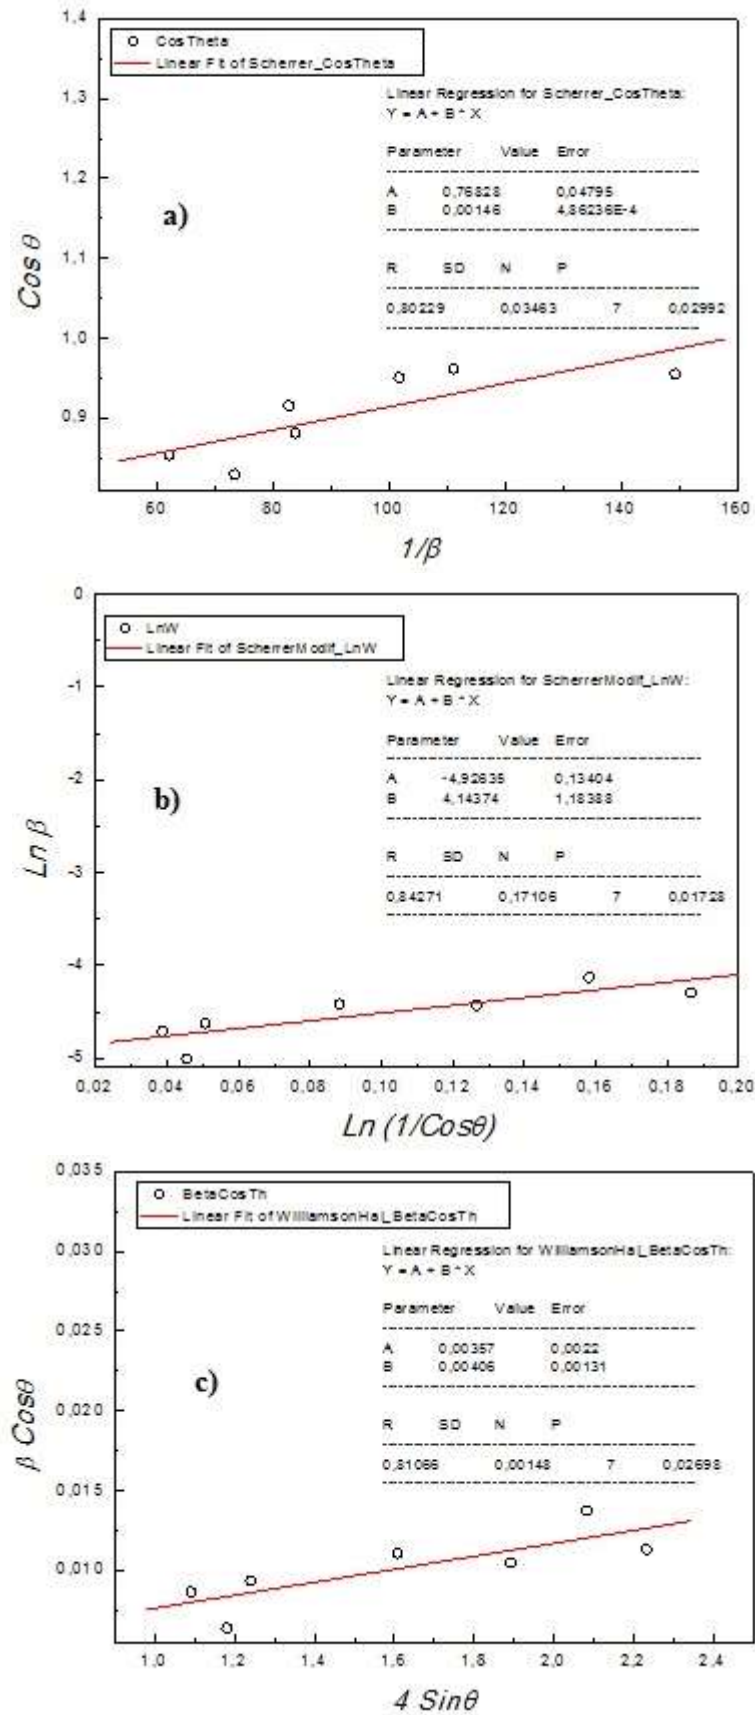 1,4
CosTheta
Linear Fit of Scherrer_CosTheta
1,3
Linear Regression for Scherrer_CosTheta:
Y = A + B * X
Parameter Value Error
1,2
A 0,76828 0,04795
B 0,00146 4,86236E-4
a)
1,1
R SD N P
0,80229 0,03463 7 0,02992
1,0
0,9
Cos θ
60 80 100 120 140 160
1/β
0
LnW
Linear Fit of ScherrerModif_LnW
-1
Linear Regression for ScherrerModif_LnW:
Y = A + B * X
Parameter Value Error
-2
A -4,92635 0,13404
B 4,14374 1,18388
b)
-3
R SD N P
0,84271 0,17106 7 0,01728
-4
-5
Ln β
0,02 0,04 0,06 0,08 0,10 0,12 0,14 0,16 0,18 0,20
Ln (1/Cosθ)
0,035
BetaCosTh
Linear Fit of WilliamsonHal_BetaCosTh
0,030
Linear Regression for WilliamsonHal_BetaCosTh:
Y = A + B * X
Parameter Value Error
0,025
A 0,00357 0,0022
B 0,00406 0,00131
c)
0,020
R SD N P
0,81066 0,00148 7 0,02698
0,015
0,010
β Cosθ
1,0 1,2 1,4 1,6 1,8 2,0 2,2 2,4
4 Sinθ